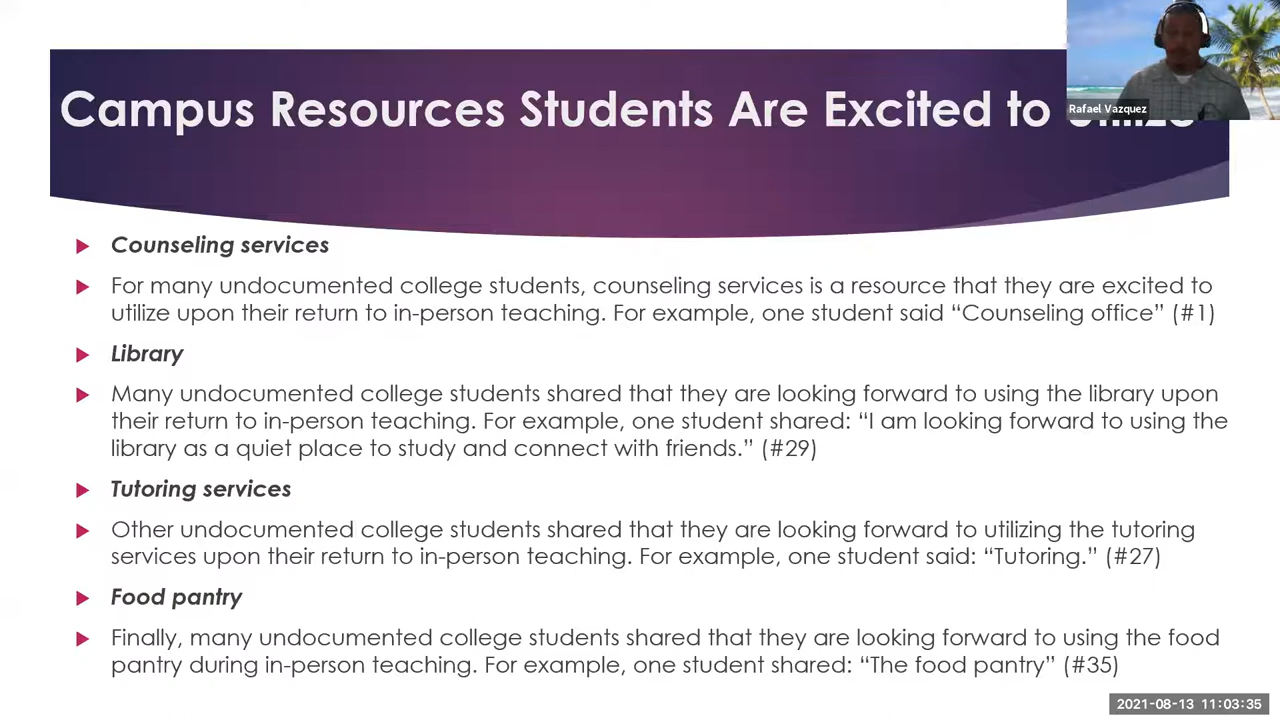 Campus Resources Students Are Excited to
Rafael Vazquez
Counseling services
For many undocumented college students, counseling services is a resource that they are excited to
utilize upon their return to in-person teaching. For example, one student said “Counseling office” (#1)
Library
Many undocumented college students shared that they are looking forward to using the library upon
their return to in-person teaching. For example, one student shared: “I am looking forward to using the
library as a quiet place to study and connect with friends.” (#29)
Tutoring services
Other undocumented college students shared that they are looking forward to utilizing the tutoring
services upon their return to in-person teaching. For example, one student said: “Tutoring.” (#27)
Food pantry
Finally, many undocumented college students shared that they are looking forward to using the food
pantry during in-person teaching. For example, one student shared: “The food pantry” (#35)
2021-08-13 11:03:35